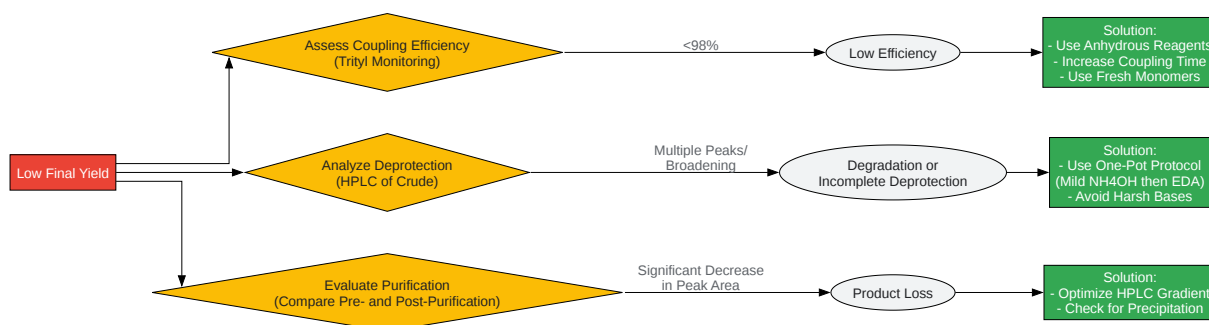 Low Final Yield
Assess Coupling Efficiency
(Trityl Monitoring)
<98%
Low Efficiency
Solution:
- Use Anhydrous Reagents
- Increase Coupling Time
- Use Fresh Monomers
Analyze Deprotection
(HPLC of Crude)
Multiple Peaks/
Broadening
Degradation or
Incomplete Deprotection
Solution:
- Use One-Pot Protocol
(Mild NH4OH then EDA)
- Avoid Harsh Bases
Evaluate Purification
(Compare Pre- and Post-Purification)
Significant Decrease
in Peak Area
Product Loss
Solution:
- Optimize HPLC Gradient
- Check for Precipitation